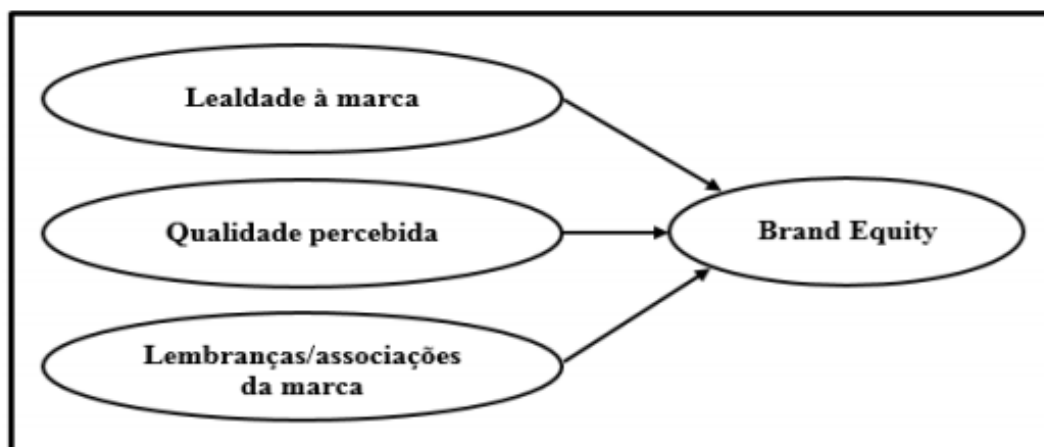 Lealdade à marca
Qualidade percebida
Brand Equity
Lembranças/associações
da marca